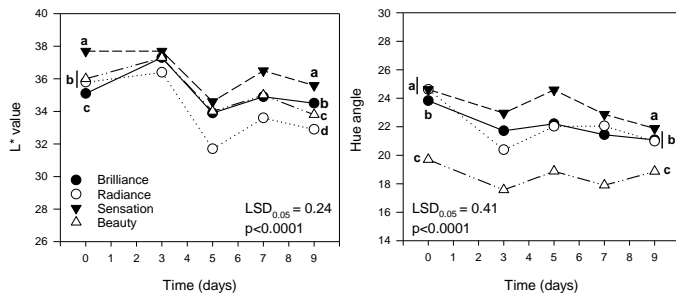 40
38
36
34
32
30
28
26
L* value
a
b
c
a
b
c
d
Brilliance
Radiance
Sensation
Beauty
LSD0.05 = 0.24
p<0.0001
0 1 2 3 4 5 6 7 8 9
Time (days)
30
28
26
24
22
20
18
16
14
Hue angle
a
b
c
a
b
c
LSD0.05 = 0.41
p<0.0001
0 1 2 3 4 5 6 7 8 9
Time (days)